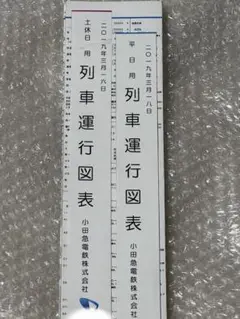 二〇一九年三月一六日
土休日用
列車運行図表
小田急電鉄株式会社
二〇一九年三月一八日
平日用
列車運行図表
小田急電鉄株式会社